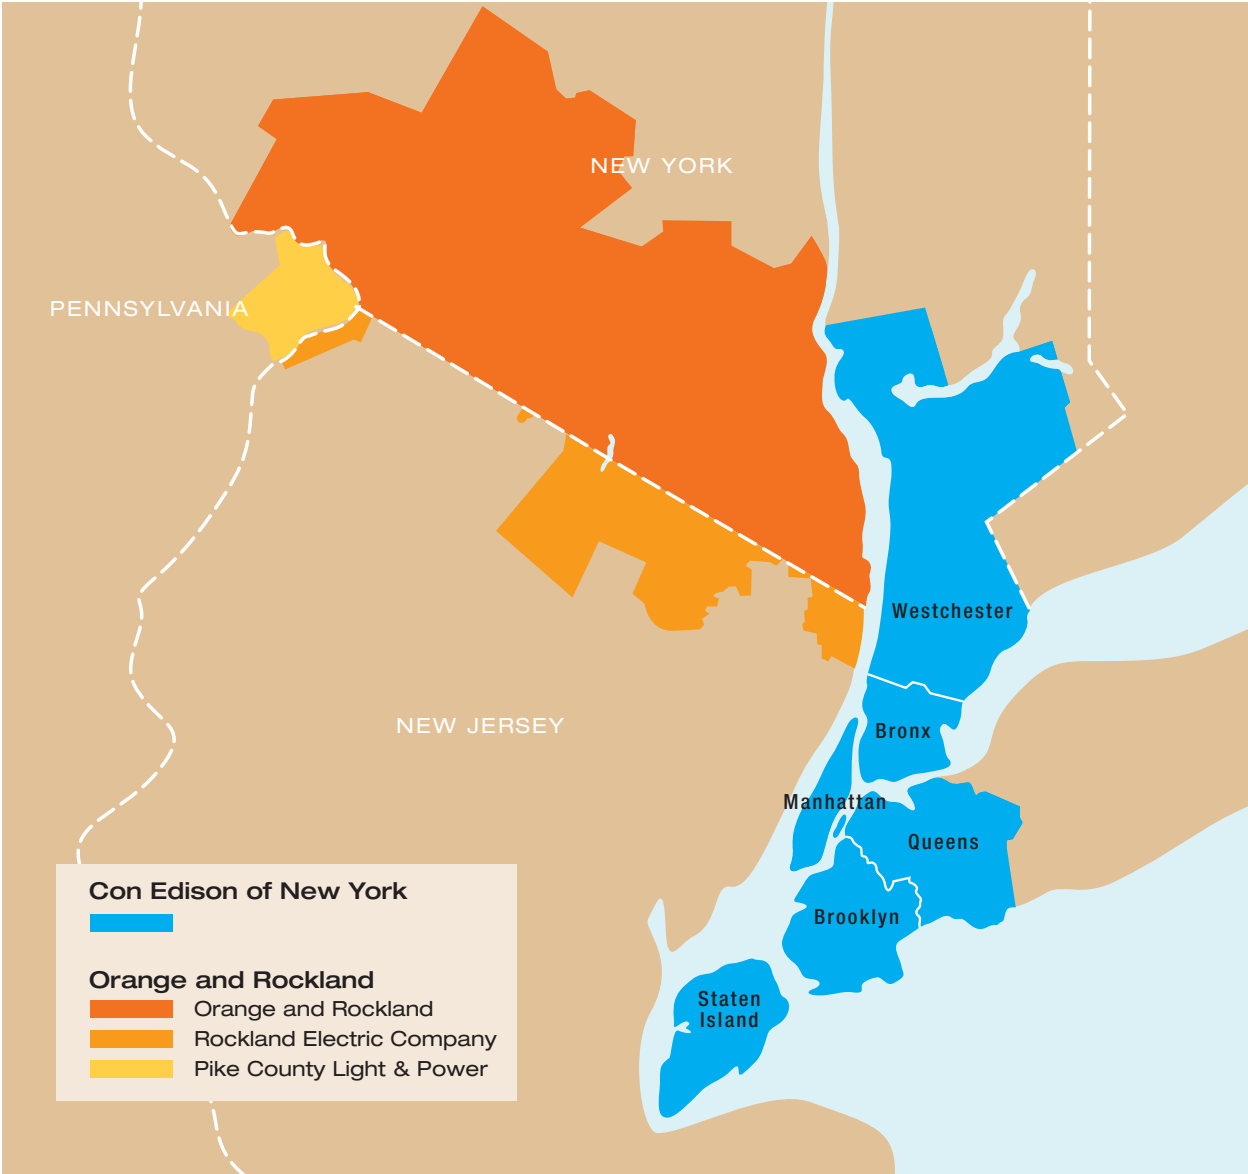 NEW YORK
PENNSYLVANIA
Westchester
NEW JERSEY
Bronx
Manhattan
Queens
Brooklyn
Staten
Island
Con Edison of New York
Orange and Rockland
Orange and Rockland
Rockland Electric Company
Pike County Light & Power